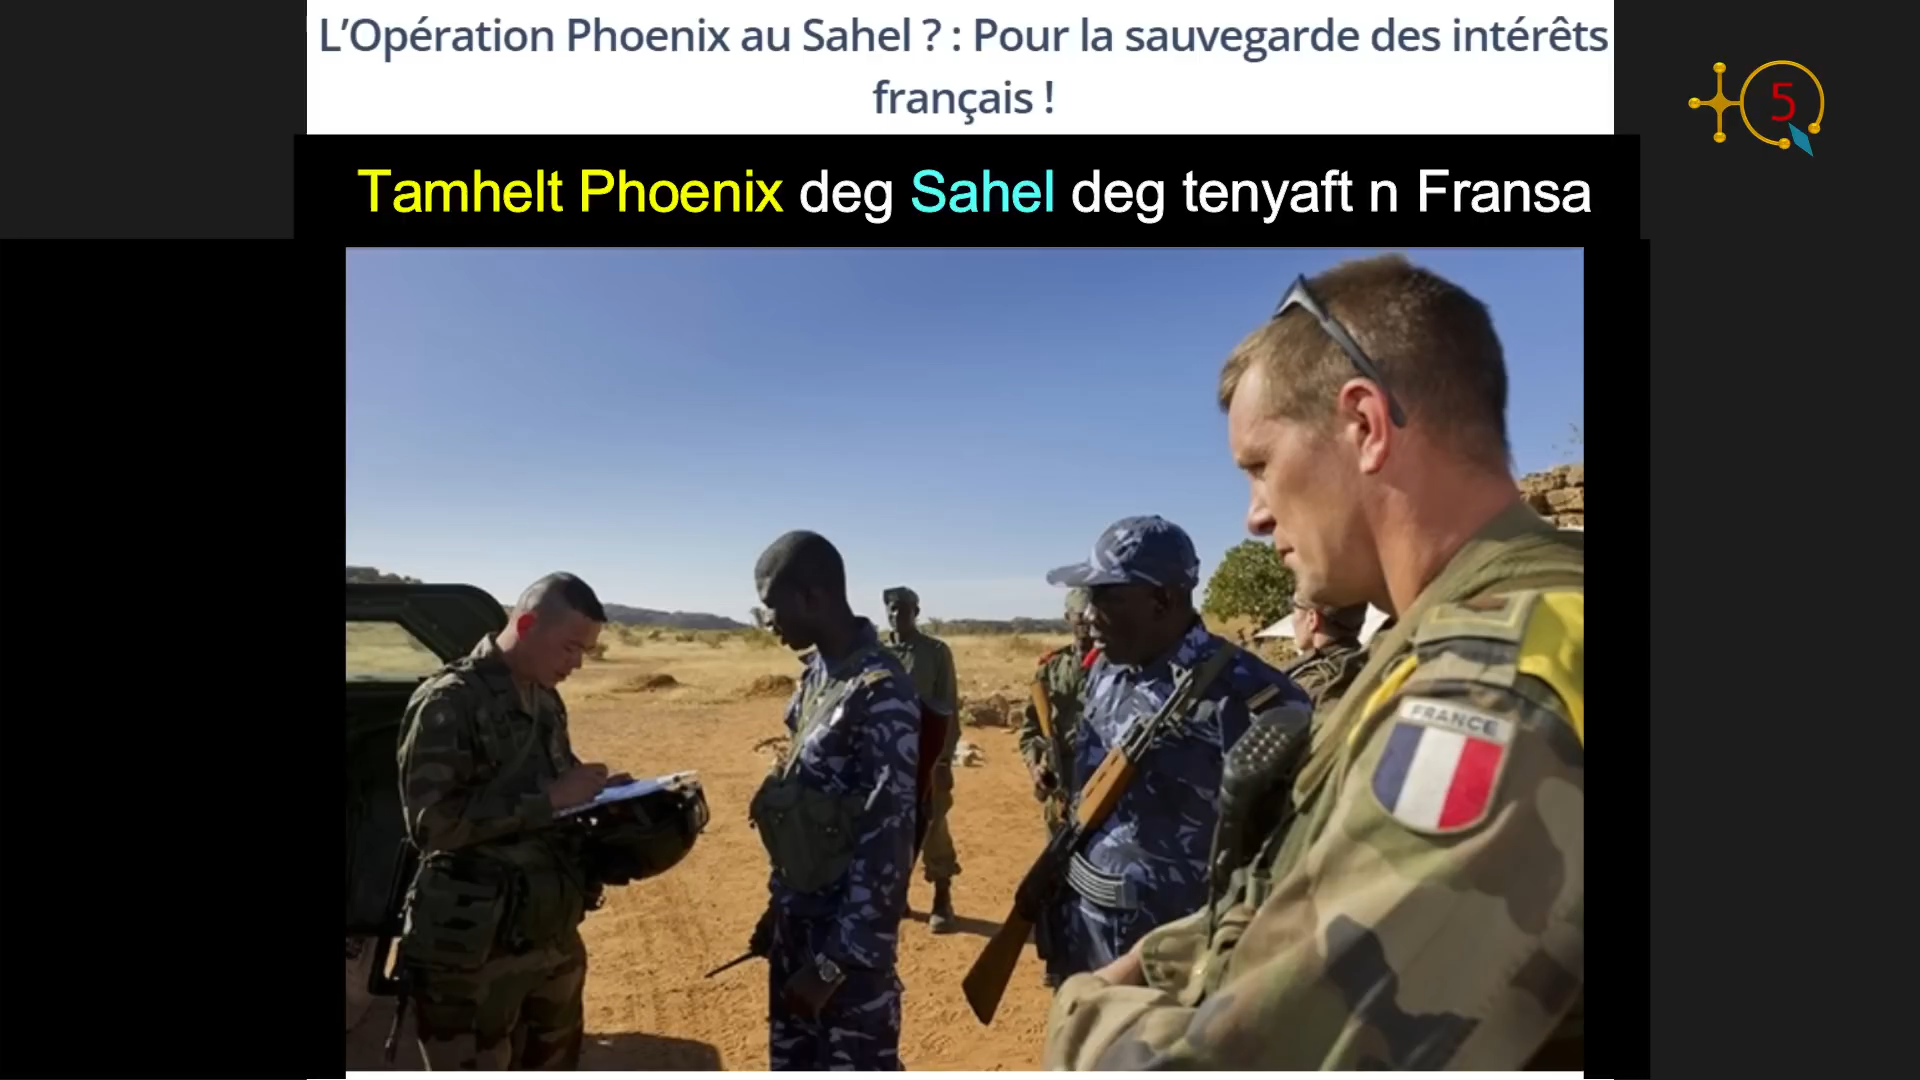 L'Opération Phoenix au Sahel ? : Pour la sauvegarde des intérêts
français !
5
Tamhelt Phoenix deg Sahel deg tenyaft n Fransa
FRANCE